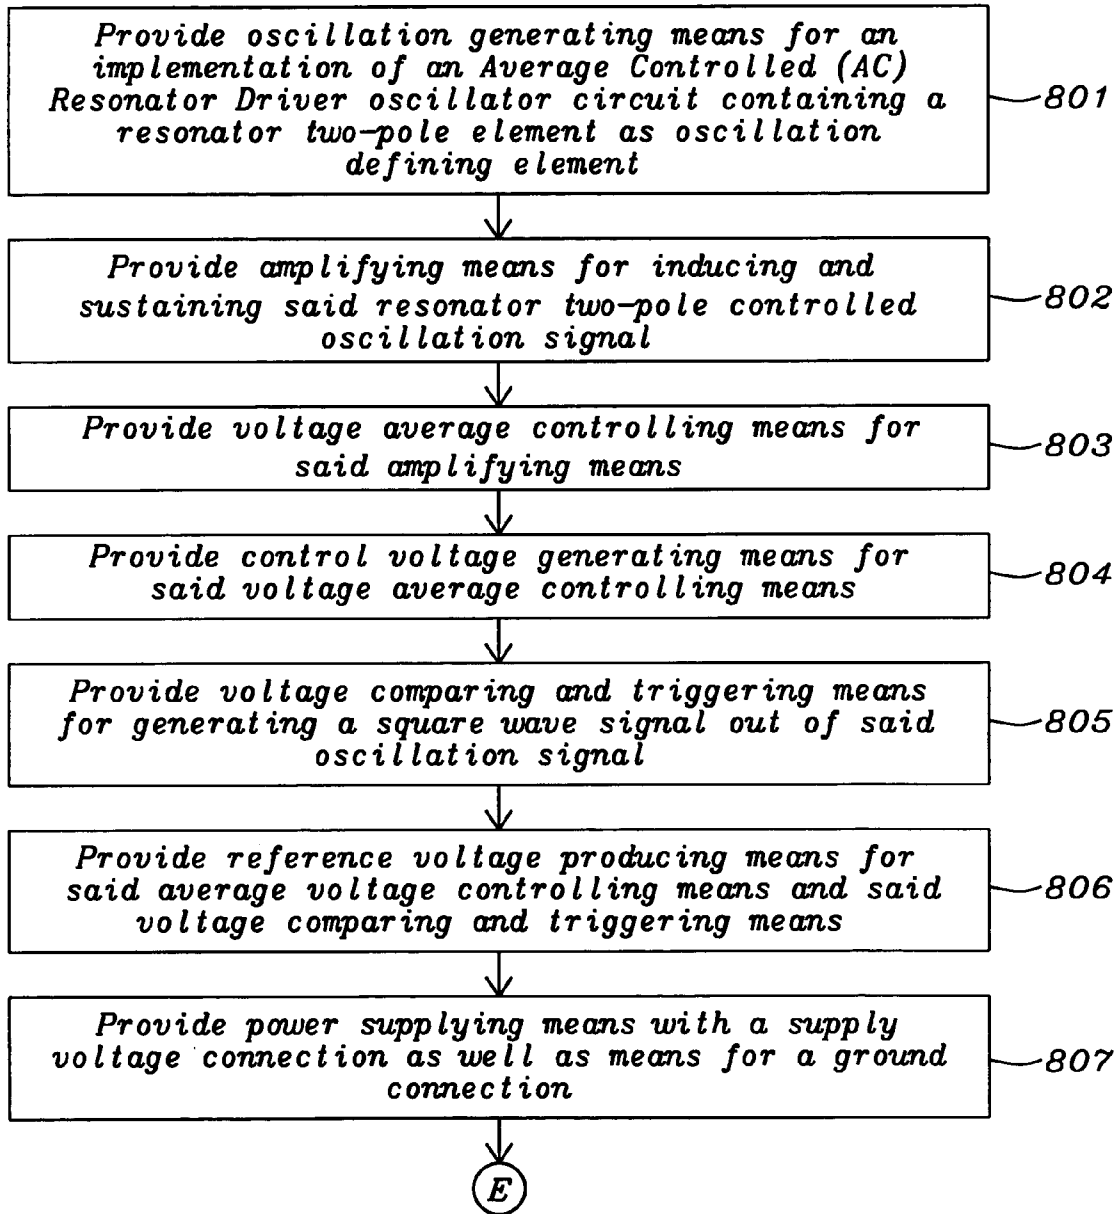 Provide oscillation generating means for an
implementation of an Average Controlled (AC)
Resonator Driver oscillator circuit containing a
resonator two-pole element as oscillation
defining element
801
Provide amplifying means for inducing and
sustaining said resonator two-pole controlled
oscillation signal
802
Provide voltage average controlling means for
said amplifying means
803
Provide control voltage generating means for
said voltage average controlling means
804
Provide voltage comparing and triggering means
for generating a square wave signal out of said
oscillation signal
805
Provide reference voltage producing means for
said average voltage controlling means and said
voltage comparing and triggering means
806
Provide power supplying means with a supply
voltage connection as well as means for a ground
connection
807
E